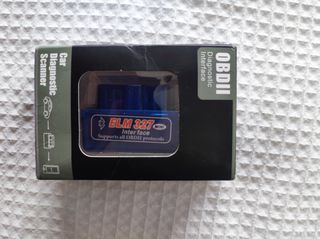 Car
Diagnostic
Scanner
OBDII
Diagnostic
Interface
ELM 327
Interface
Supports all OBDII protocols